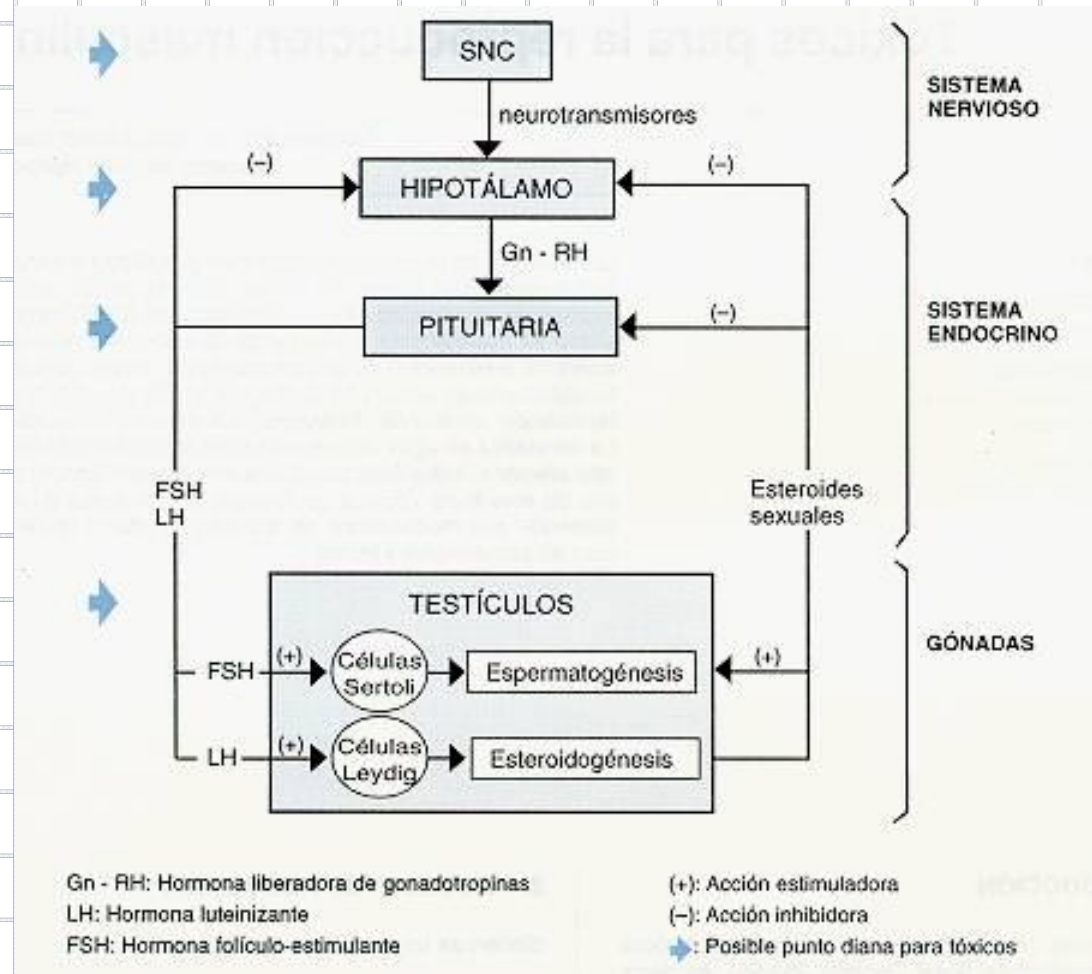 SNC
neurotransmisores
SISTEMA
NERVIOSO
(–)
(–)
HIPOTÁLAMO
Gn - RH
PITUITARIA
(–)
SISTEMA
ENDOCRINO
FSH
LH
Esteroides
sexuales
TESTÍCULOS
GÓNADAS
FSH
(+)
Células
Sertoli
Espermatogénesis
(+)
LH
(+)
Células
Leydig
Esteroidogénesis
Gn - RH: Hormona liberadora de gonadotropinas
LH: Hormona luteinizante
FSH: Hormona folículo-estimulante
(+): Acción estimuladora
(–): Acción inhibidora
: Posible punto diana para tóxicos